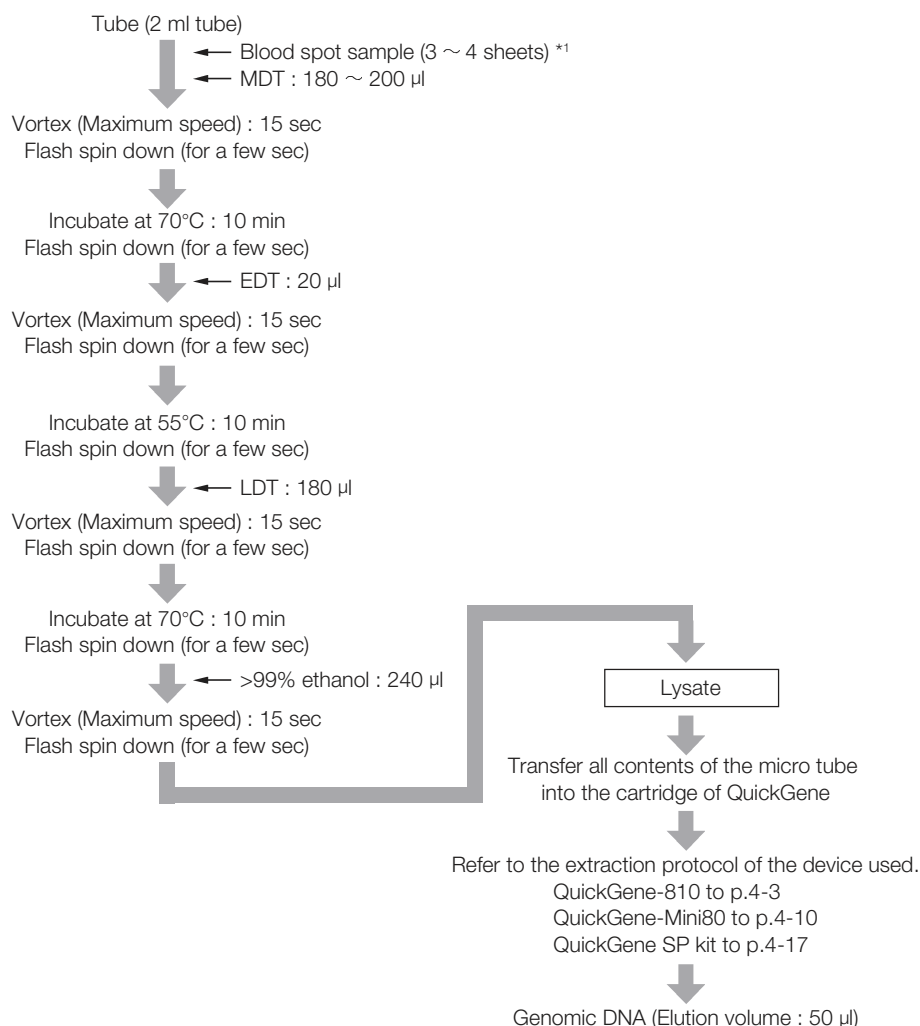 Tube (2 ml tube)
Blood spot sample (3 ～ 4 sheets) *1
MDT : 180 ～ 200 μl
Vortex (Maximum speed) : 15 sec
Flash spin down (for a few sec)
Incubate at 70°C : 10 min
Flash spin down (for a few sec)
EDT : 20 μl
Vortex (Maximum speed) : 15 sec
Flash spin down (for a few sec)
Incubate at 55°C : 10 min
Flash spin down (for a few sec)
LDT : 180 μl
Vortex (Maximum speed) : 15 sec
Flash spin down (for a few sec)
Incubate at 70°C : 10 min
Flash spin down (for a few sec)
>99% ethanol : 240 μl
Vortex (Maximum speed) : 15 sec
Flash spin down (for a few sec)
Lysate
Transfer all contents of the micro tube
into the cartridge of QuickGene
Refer to the extraction protocol of the device used.
QuickGene-810 to p.4-3
QuickGene-Mini80 to p.4-10
QuickGene SP kit to p.4-17
Genomic DNA (Elution volume : 50 μl)